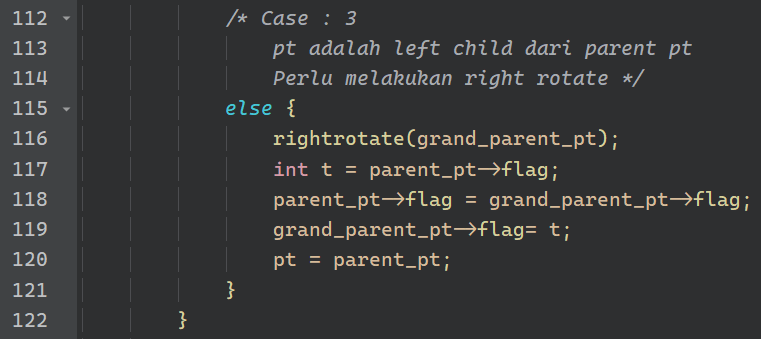 112 /* Case : 3
113 pt adalah left child dari parent pt
114 Perlu melakukan right rotate */
115 else {
116 rightrotate(grand_parent_pt);
117 int t = parent_pt->flag;
118 parent_pt->flag = grand_parent_pt->flag;
119 grand_parent_pt->flag= t;
120 pt = parent_pt;
121 }
122 }